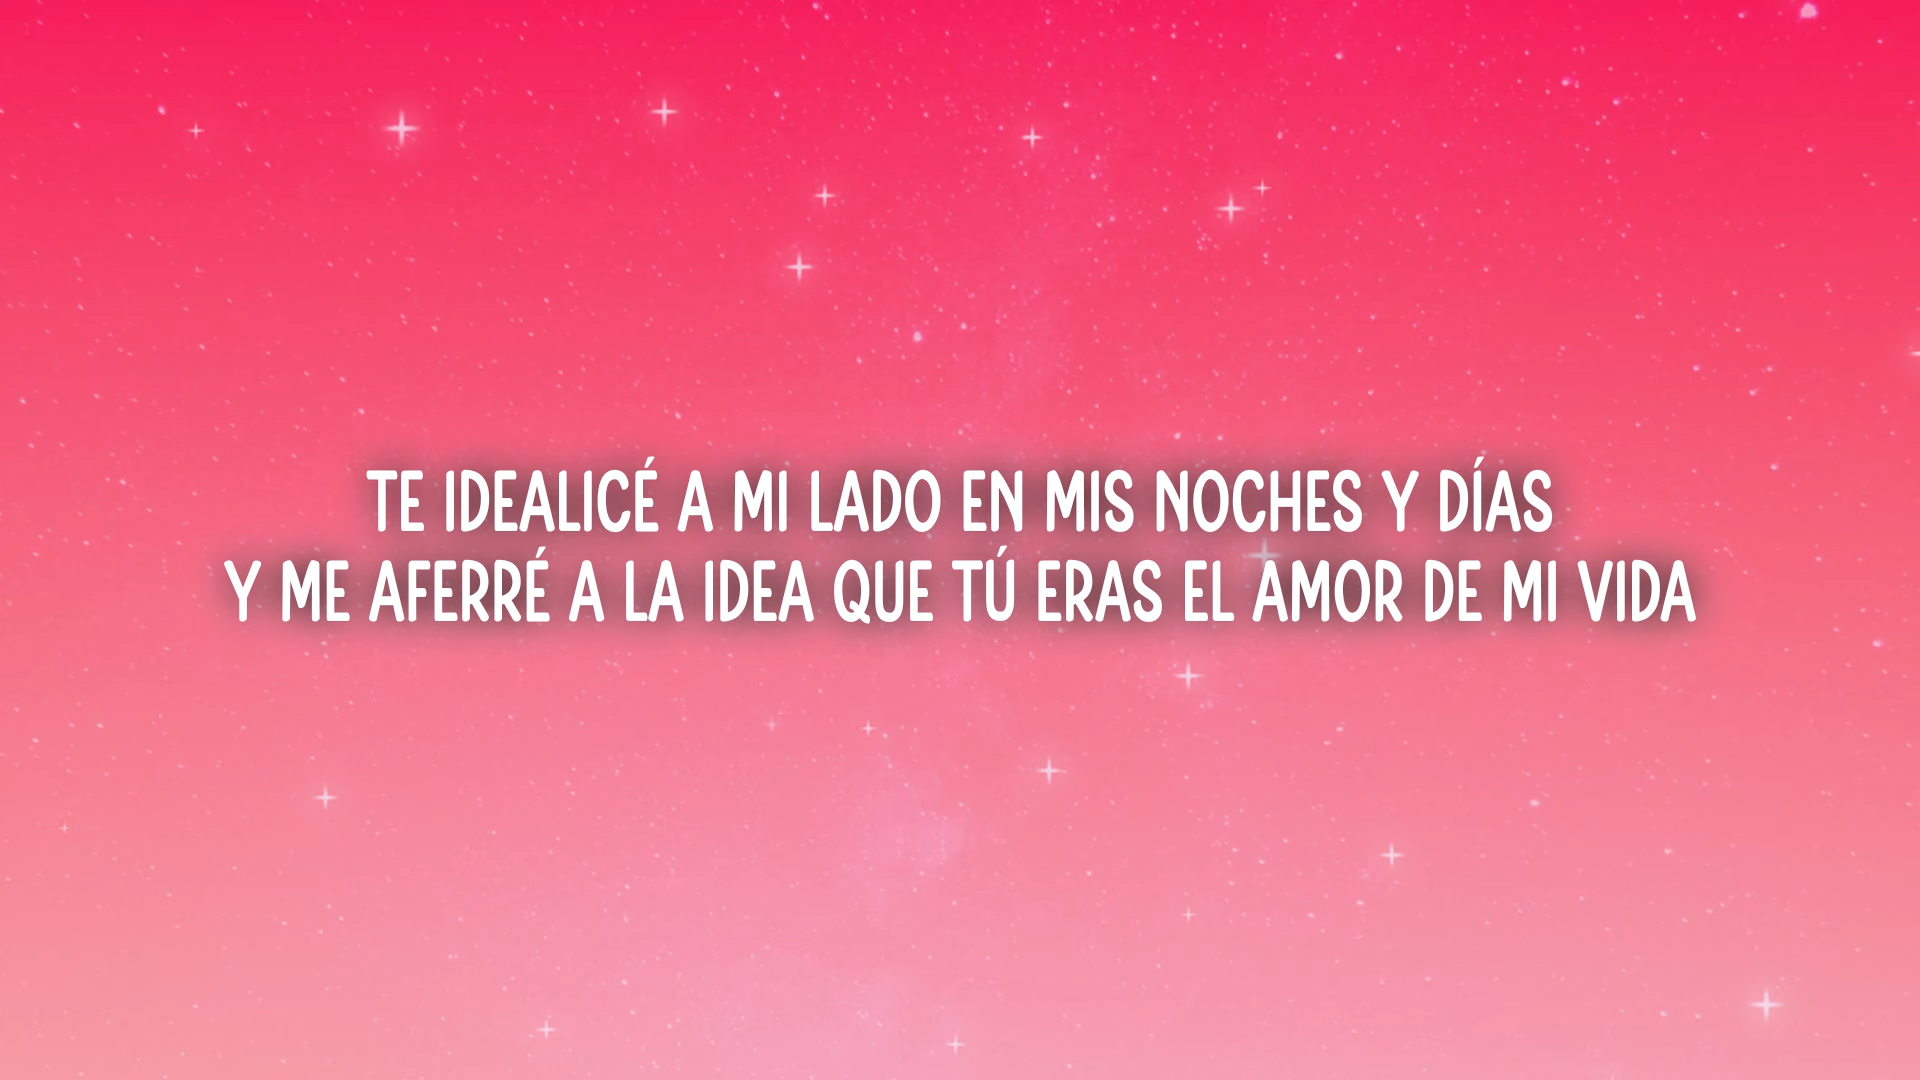 TE IDEALICÉ A MI LADO EN MIS NOCHES Y DÍAS
Y ME AFERRÉ A LA IDEA QUE TÚ ERAS EL AMOR DE MI VIDA